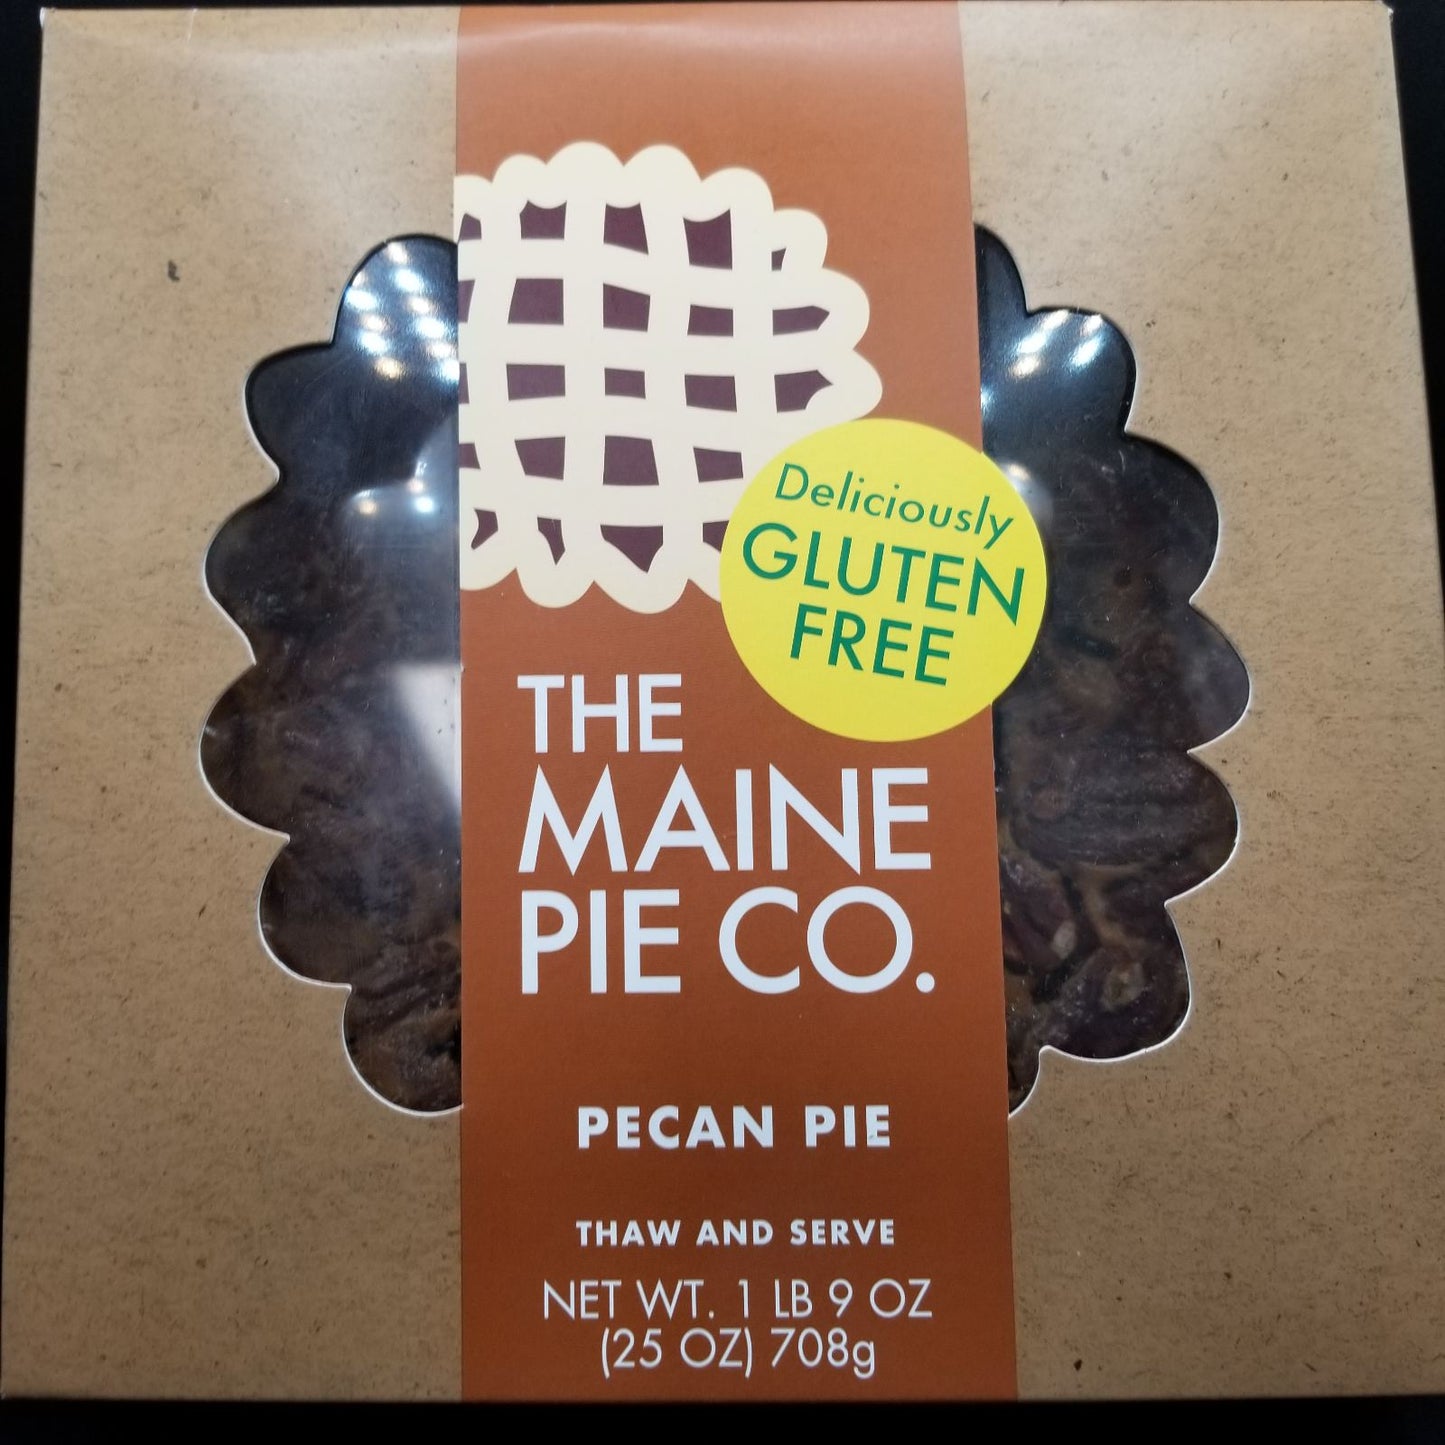 Deliciously
GLUTEN
FREE
THE
MAINE
PIE CO.
PECAN PIE
THAW AND SERVE
NET WT. 1 LB 9 OZ
(25 OZ) 708g